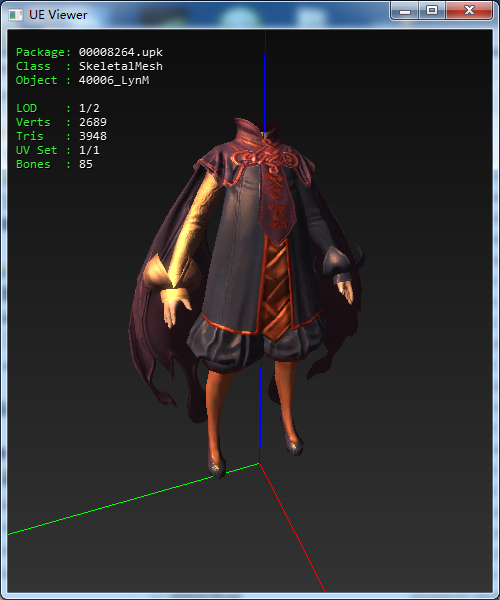 UE Viewer
Package: 00008264.upk
Class : SkeletalMesh
Object : 40006_LynM
LOD : 1/2
Verts : 2689
Tris : 3948
UV Set : 1/1
Bones : 85